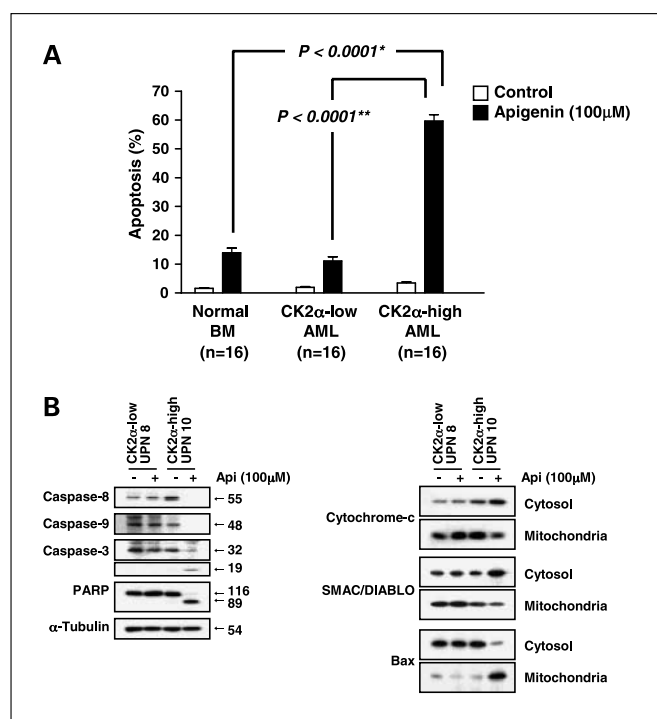 A
P < 0.0001*
Control
Apigenin (100μM)
P < 0.0001**
Apoptosis (%)
70
60
50
40
30
20
10
0
Normal BM (n=16)
CK2α-low AML (n=16)
CK2α-high AML (n=16)
B
CK2α-low UPN 8
CK2α-high UPN 10
- + - + Api (100μM)
Caspase-8 ←55
Caspase-9 ←48
Caspase-3 ←32
←19
PARP ←116
←89
α-Tubulin ←54
CK2α-low UPN 8
CK2α-high UPN 10
- + - + Api (100μM)
Cytochrome-c
Cytosol
Mitochondria
SMAC/DIABLO
Cytosol
Mitochondria
Bax
Cytosol
Mitochondria